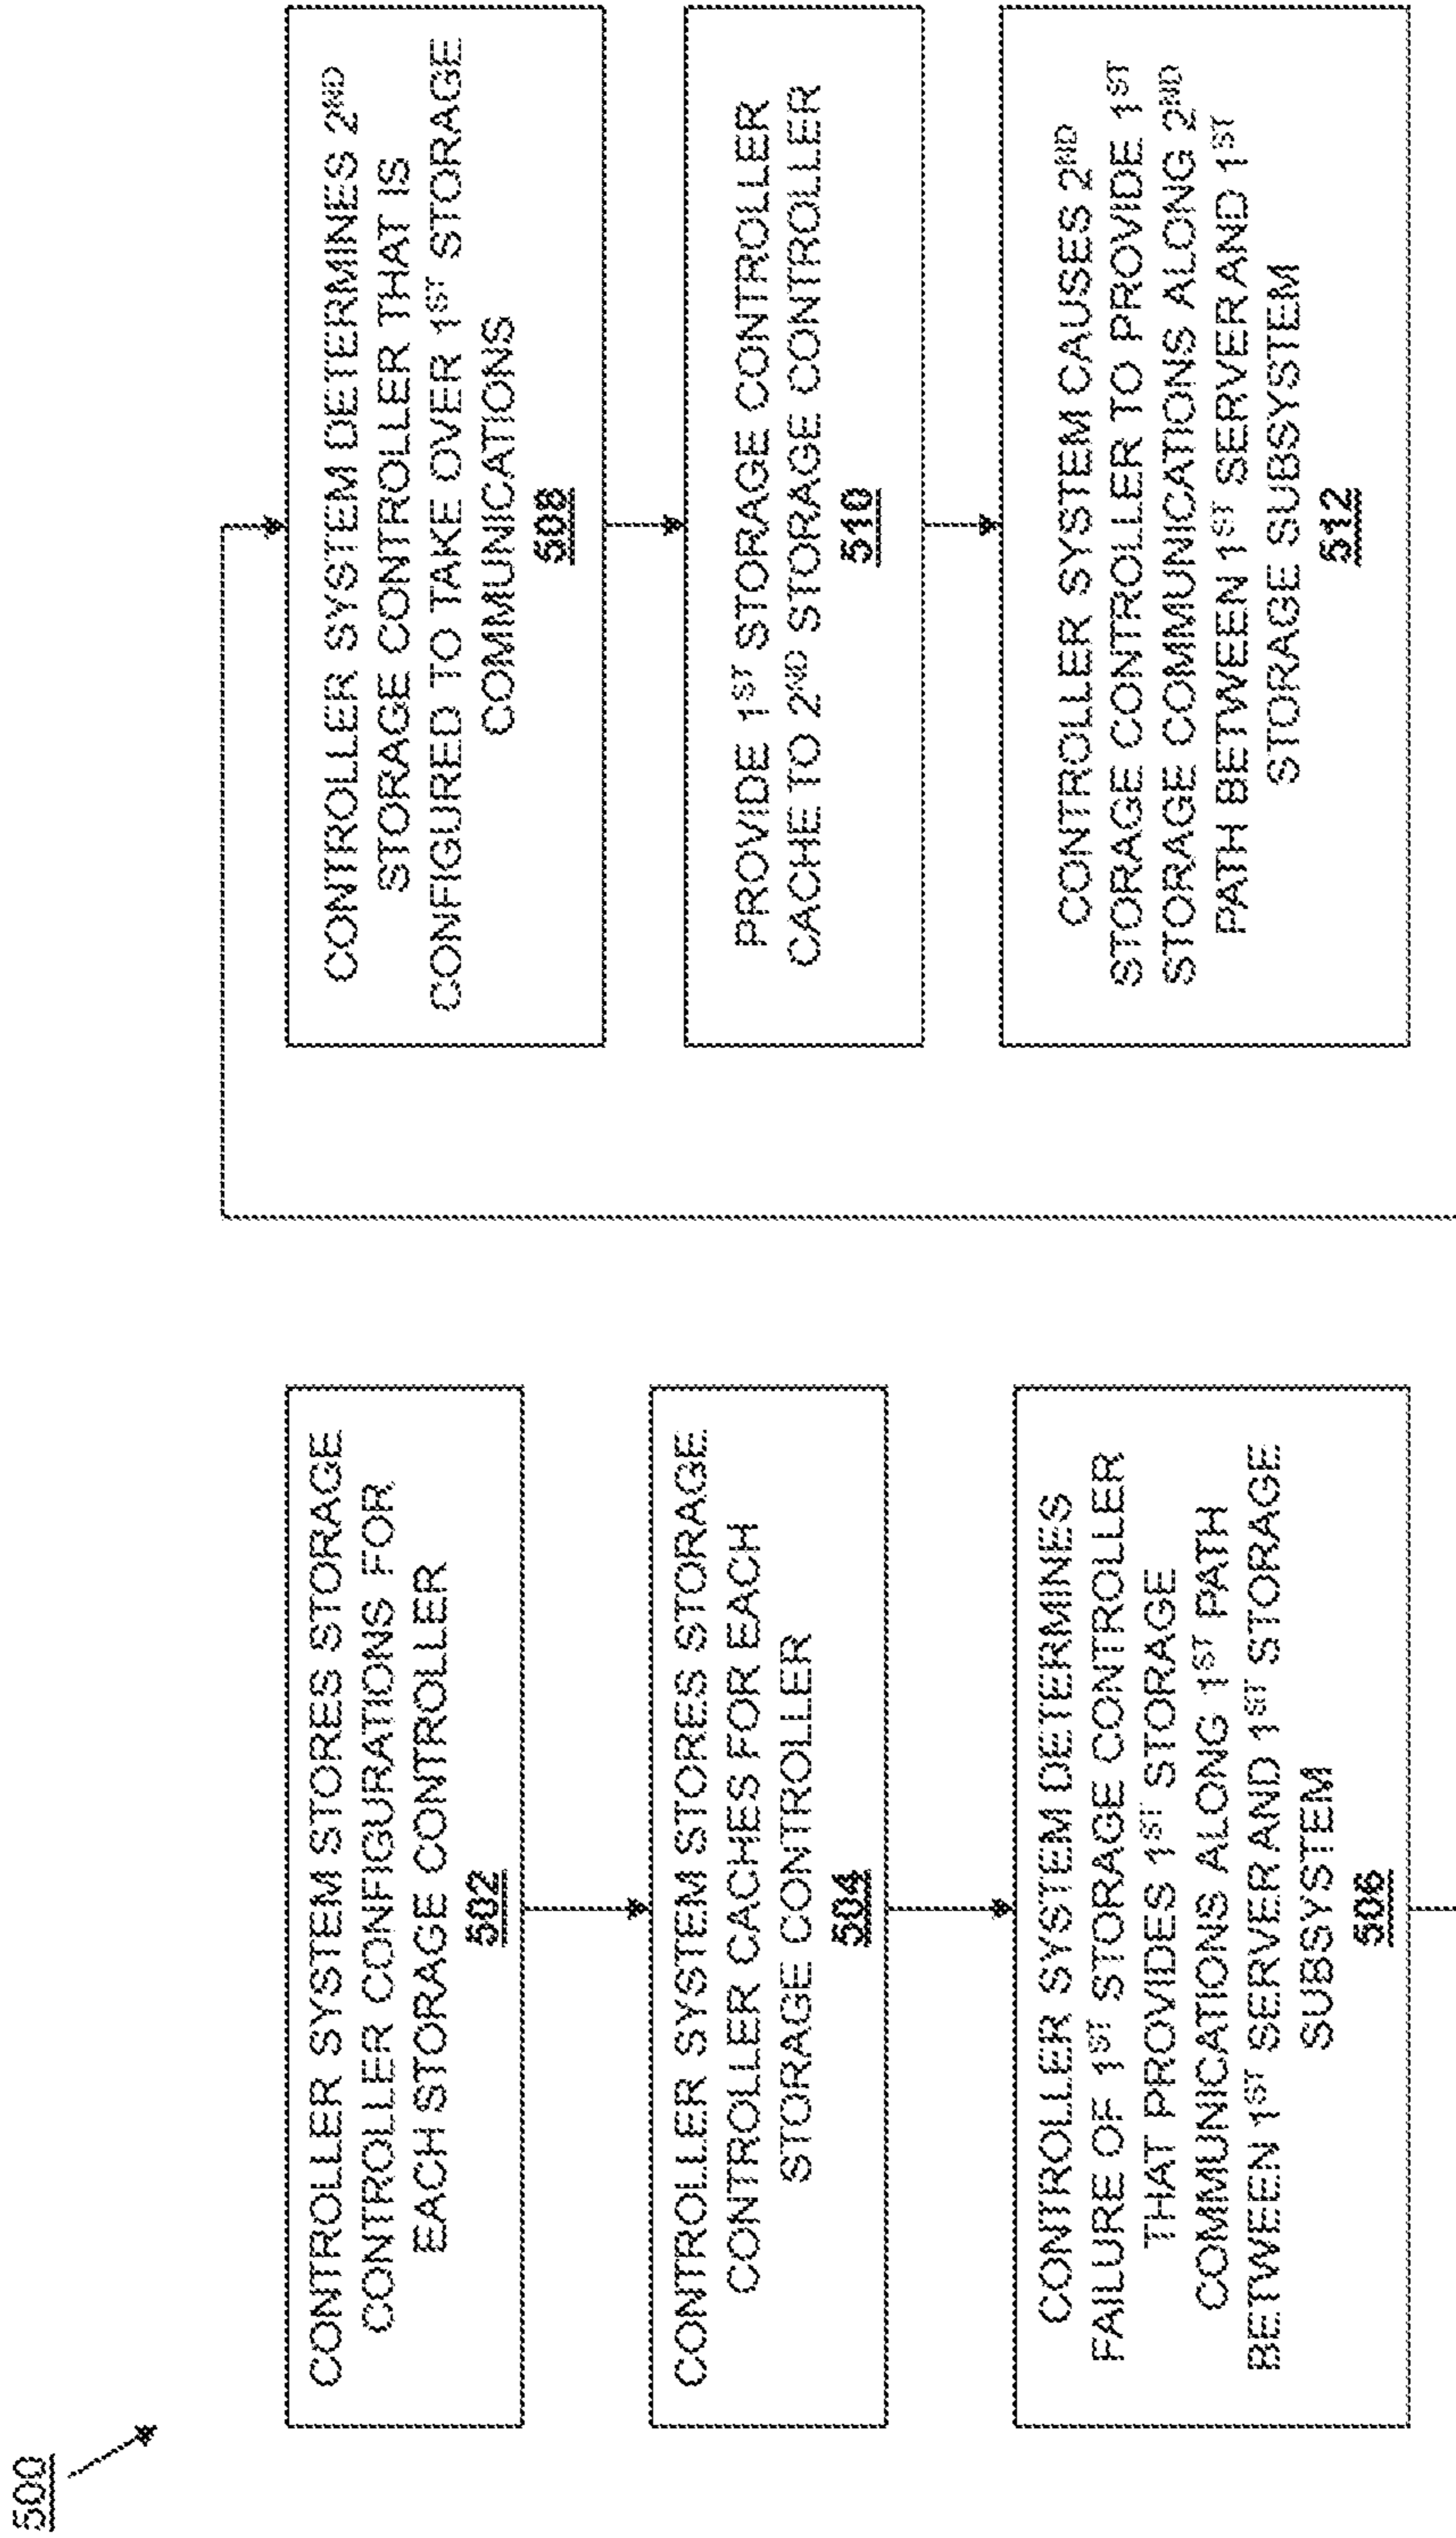 500
CONTROLLER SYSTEM STORES STORAGE
CONTROLLER CONFIGURATIONS FOR
EACH STORAGE CONTROLLER
502
CONTROLLER SYSTEM STORES STORAGE
CONTROLLER CACHES FOR EACH
STORAGE CONTROLLER
504
CONTROLLER SYSTEM DETERMINES
FAILURE OF 1ST STORAGE CONTROLLER
THAT PROVIDES 1ST STORAGE
COMMUNICATIONS ALONG 1ST PATH
BETWEEN 1ST SERVER AND 1ST STORAGE
SUBSYSTEM
506
CONTROLLER SYSTEM DETERMINES 2ND
STORAGE CONTROLLER THAT IS
CONFIGURED TO TAKE OVER 1ST STORAGE
COMMUNICATIONS
508
PROVIDE 1ST STORAGE CONTROLLER
CACHE TO 2ND STORAGE CONTROLLER
510
CONTROLLER SYSTEM CAUSES 2ND
STORAGE CONTROLLER TO PROVIDE 1ST
STORAGE COMMUNICATIONS ALONG 2ND
PATH BETWEEN 1ST SERVER AND 1ST
STORAGE SUBSYSTEM
512